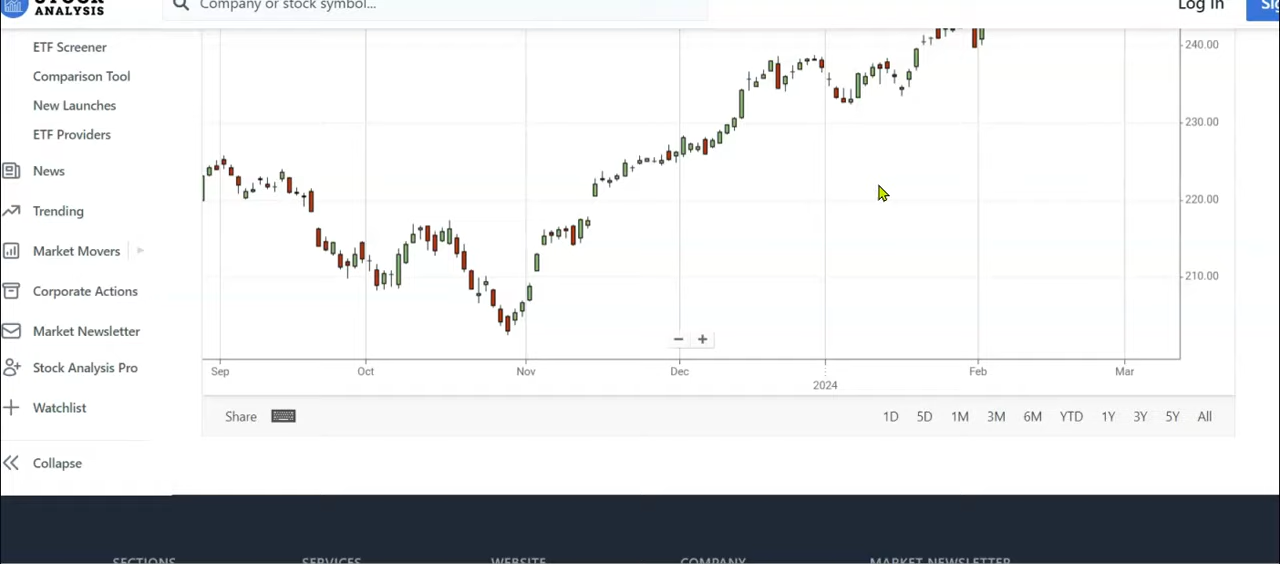 STOCK
ANALYSIS
Company or stock symbol...
Log In
ETF Screener
Comparison Tool
New Launches
ETF Providers
News
Trending
Market Movers
Corporate Actions
Market Newsletter
Stock Analysis Pro
Watchlist
Collapse
240.00
230.00
220.00
210.00
− +
Sep Oct Nov Dec 2024 Feb Mar
Share 1D 5D 1M 3M 6M YTD 1Y 3Y 5Y All
SECTIONS SERVICES WEBSITE COMPANY MARKET NEWSLETTER